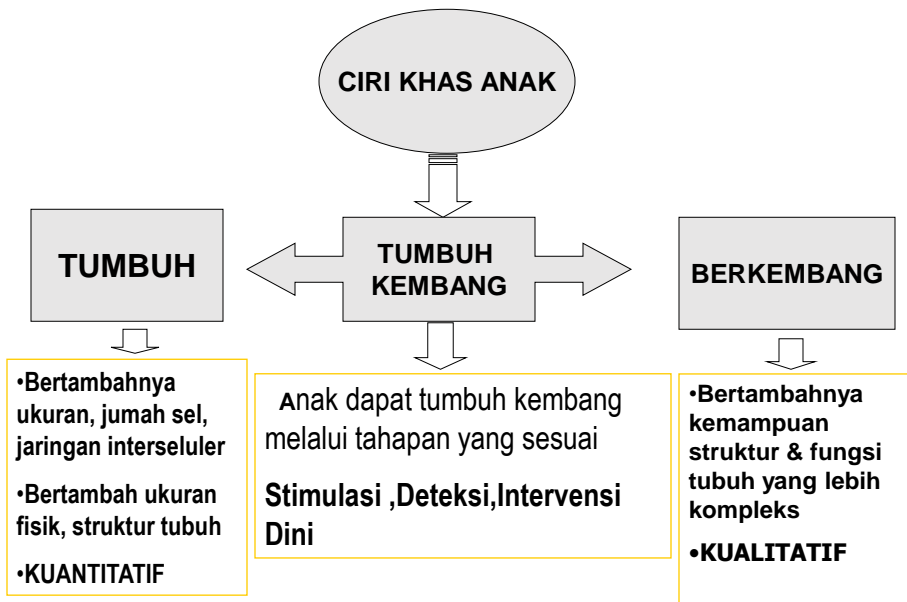 CIRI KHAS ANAK
TUMBUH
TUMBUH
KEMBANG
BERKEMBANG
•Bertambahnya
ukuran, jumah sel,
jaringan interseluler
•Bertambah ukuran
fisik, struktur tubuh
•KUANTITATIF
Anak dapat tumbuh kembang
melalui tahapan yang sesuai
Stimulasi ,Deteksi,Intervensi
Dini
•Bertambahnya
kemampuan
struktur & fungsi
tubuh yang lebih
kompleks
•KUALITATIF